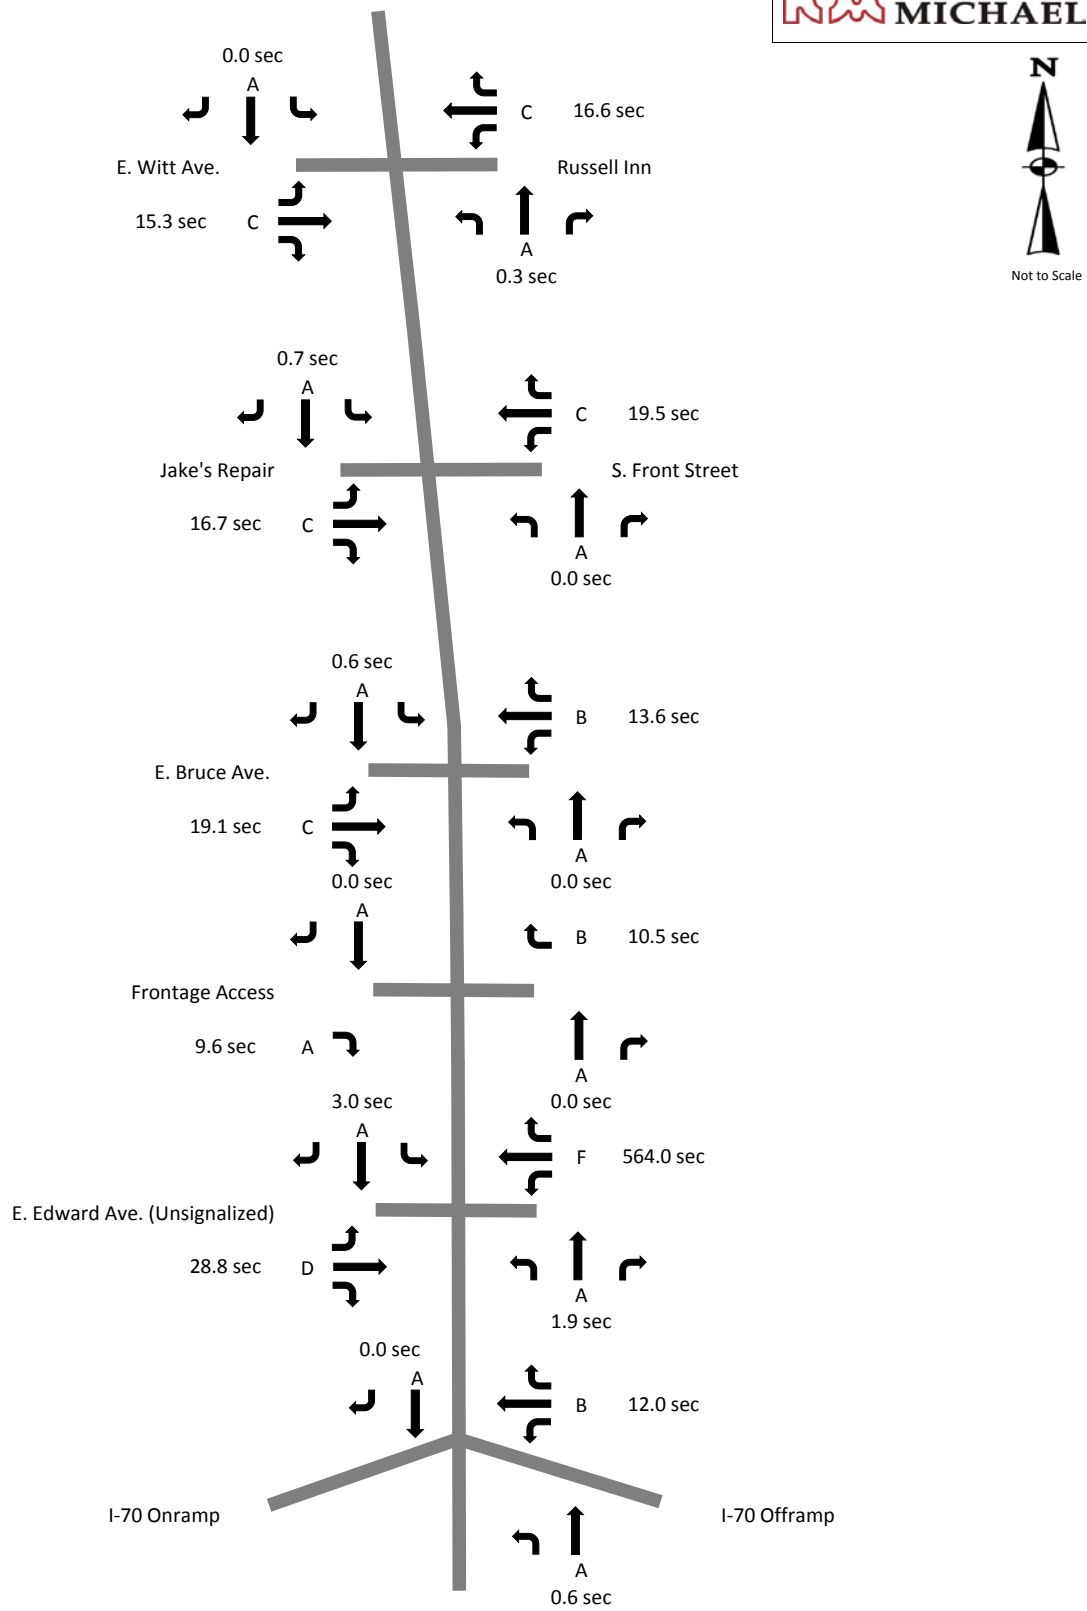 MICHAEL
N
Not to Scale
0.0 sec
A
C 16.6 sec
E. Witt Ave. Russell Inn
15.3 sec C
A
0.3 sec
0.7 sec
A
C 19.5 sec
Jake's Repair S. Front Street
16.7 sec C
A
0.0 sec
0.6 sec
A
B 13.6 sec
E. Bruce Ave.
19.1 sec C
A
0.0 sec
0.0 sec
A
B 10.5 sec
Frontage Access
9.6 sec A
A
0.0 sec
3.0 sec
A
F 564.0 sec
E. Edward Ave. (Unsignalized)
28.8 sec D
A
1.9 sec
0.0 sec
A
B 12.0 sec
I-70 Onramp I-70 Offramp
A
0.6 sec